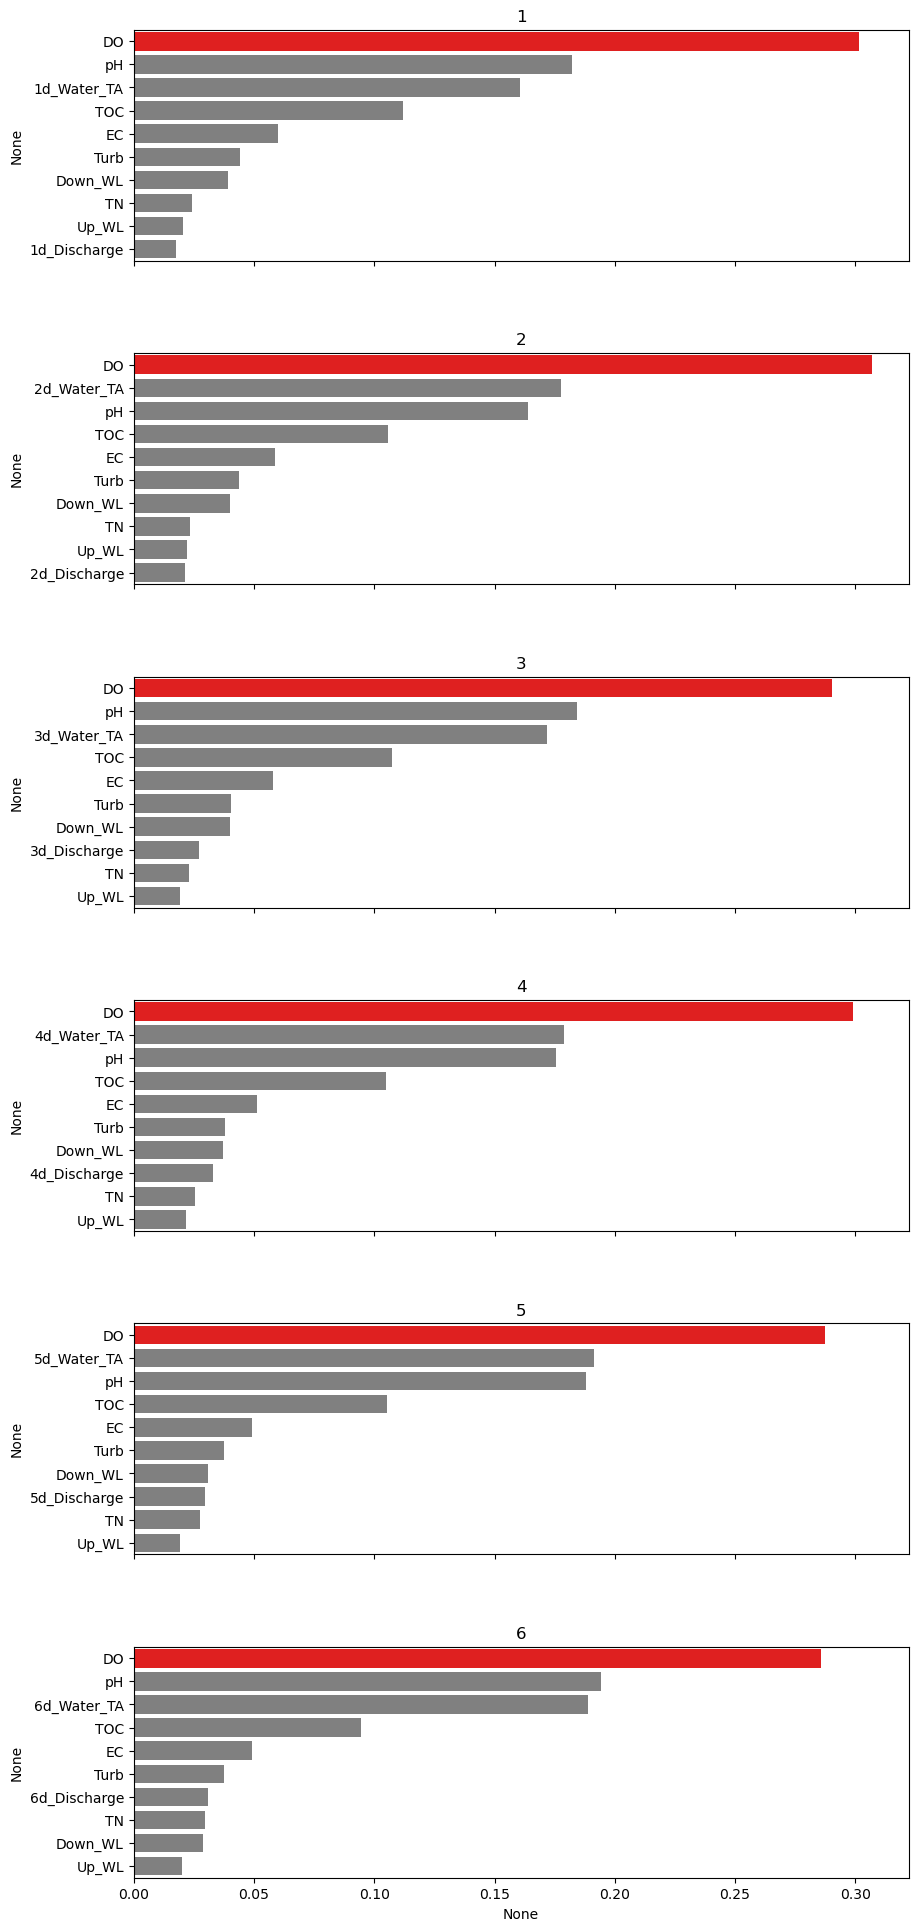 1
DO
pH
1d_Water_TA
TOC
EC
Turb
Down_WL
TN
Up_WL
1d_Discharge
None
2
DO
2d_Water_TA
pH
TOC
EC
Turb
Down_WL
TN
Up_WL
2d_Discharge
None
3
DO
pH
3d_Water_TA
TOC
EC
Turb
Down_WL
3d_Discharge
TN
Up_WL
None
4
DO
4d_Water_TA
pH
TOC
EC
Turb
Down_WL
4d_Discharge
TN
Up_WL
None
5
DO
5d_Water_TA
pH
TOC
EC
Turb
Down_WL
5d_Discharge
TN
Up_WL
None
6
DO
pH
6d_Water_TA
TOC
EC
Turb
6d_Discharge
TN
Down_WL
Up_WL
None
0.00 0.05 0.10 0.15 0.20 0.25 0.30
None